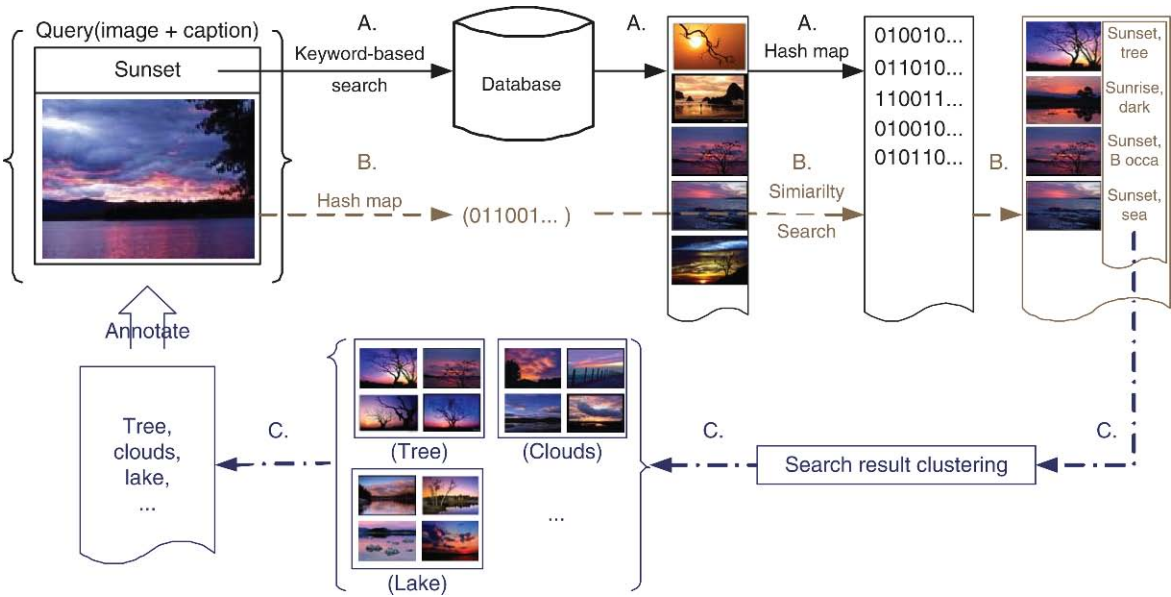 Query(image + caption)
Sunset
A.
Keyword-based
search
Database
A.
A.
Hash map
010010...
011010...
110011...
010010...
010110...
Sunset,
tree
Sunrise,
dark
Sunset,
B occa
Sunset,
sea
B.
Hash map
(011001... )
B.
Simiarilty
Search
B.
Annotate
Tree,
clouds,
lake,
...
C.
(Tree)
(Clouds)
(Lake)
...
C.
Search result clustering
C.